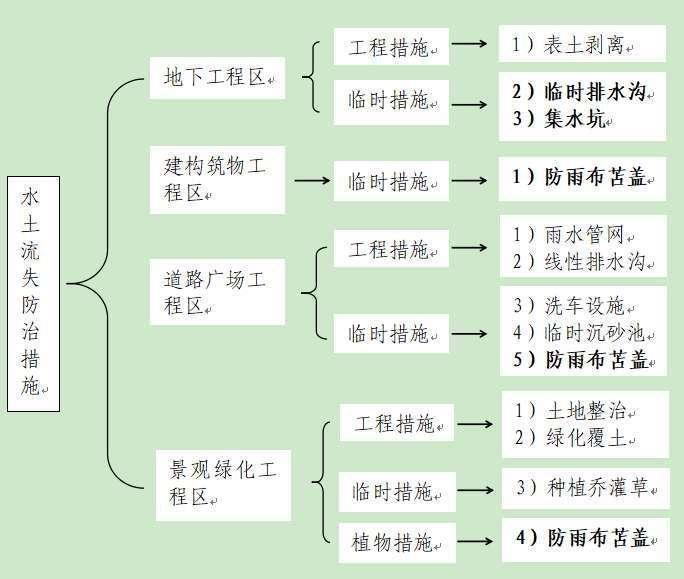 水土流失防治措施
地下工程区
工程措施
1）表土剥离
临时措施
2）临时排水沟
3）集水坑
建构筑物工
程区
临时措施
1）防雨布苫盖
道路广场工
程区
工程措施
1）雨水管网
2）线性排水沟
临时措施
3）洗车设施
4）临时沉砂池
5）防雨布苫盖
景观绿化工
程区
工程措施
1）土地整治
2）绿化覆土
临时措施
3）种植乔灌草
植物措施
4）防雨布苫盖